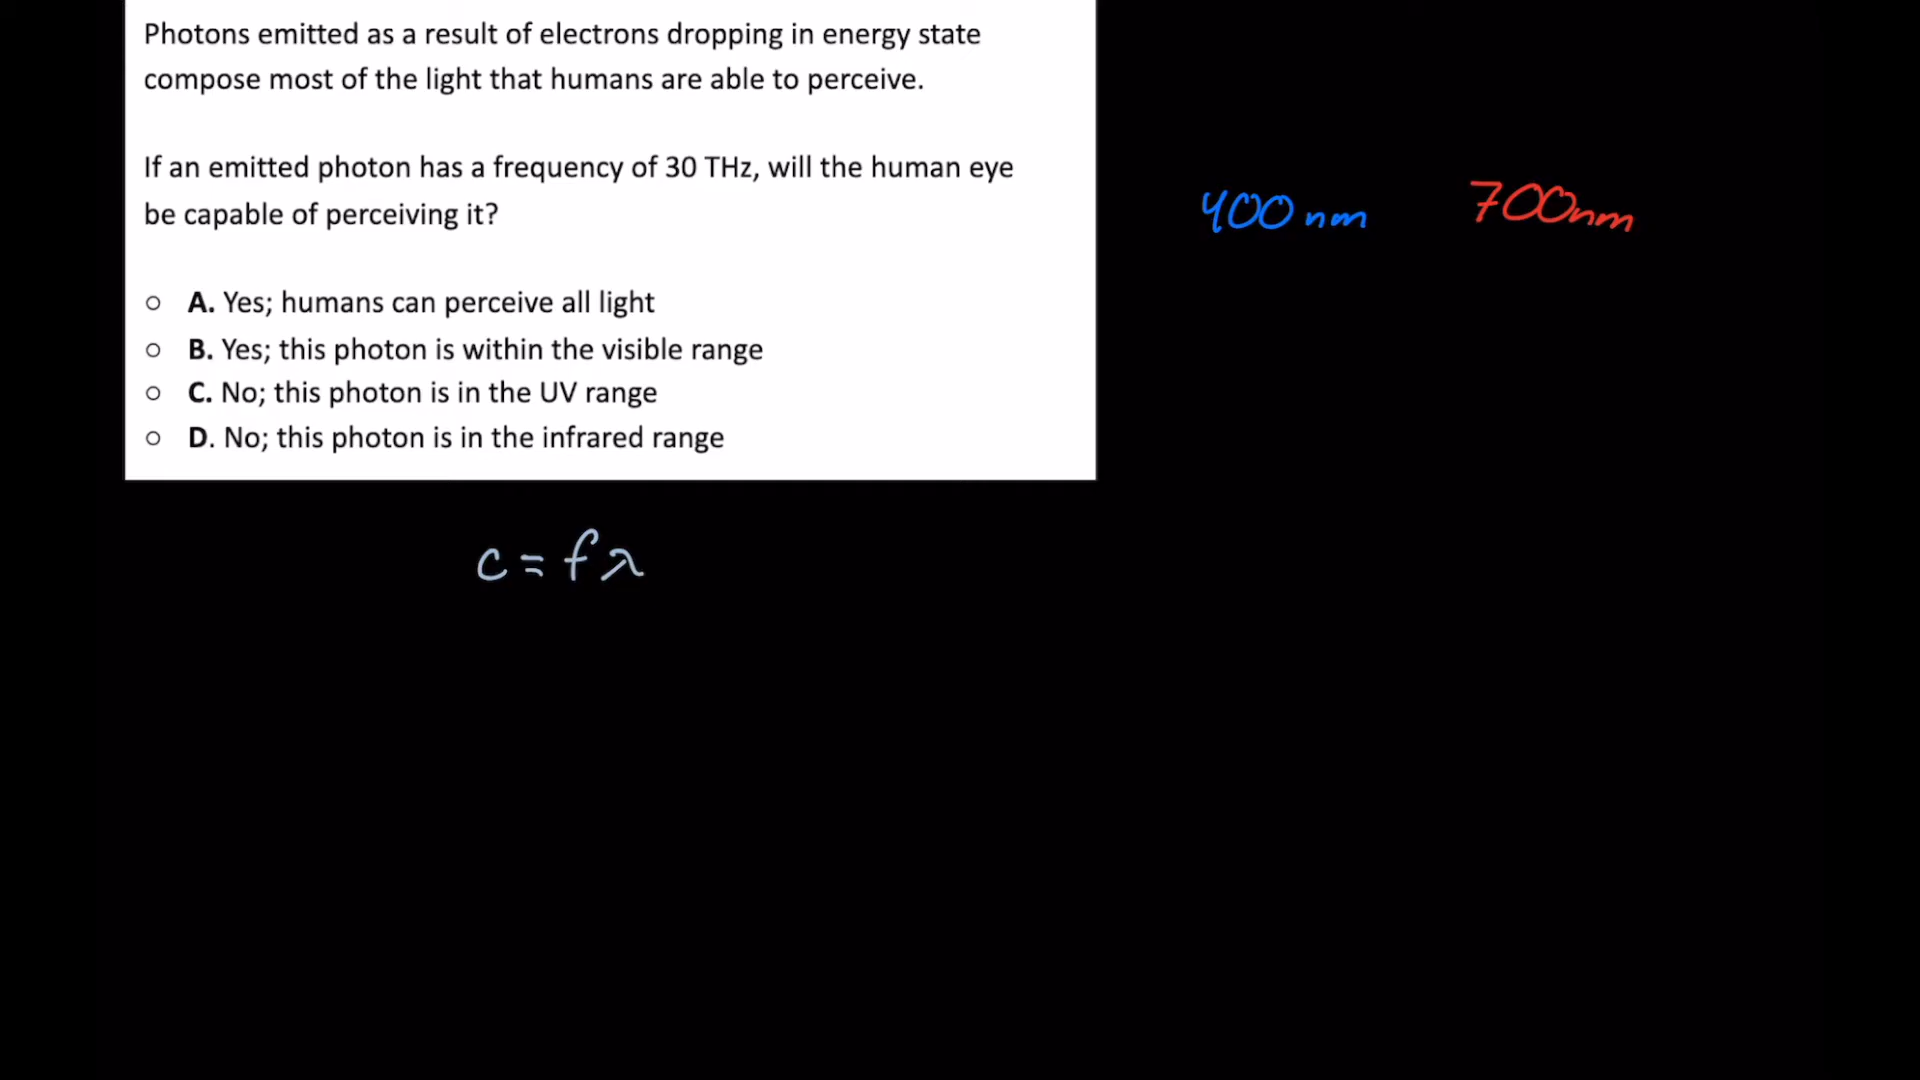 Photons emitted as a result of electrons dropping in energy state
compose most of the light that humans are able to perceive.
If an emitted photon has a frequency of 30 THz, will the human eye
be capable of perceiving it?
○ A. Yes; humans can perceive all light
○ B. Yes; this photon is within the visible range
○ C. No; this photon is in the UV range
○ D. No; this photon is in the infrared range
400 nm 700nm
c = fλ